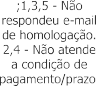 ;1,3,5 - Não
respondeu e-mail
de homologação.
2,4 - Não atende
a condição de
pagamento/prazo